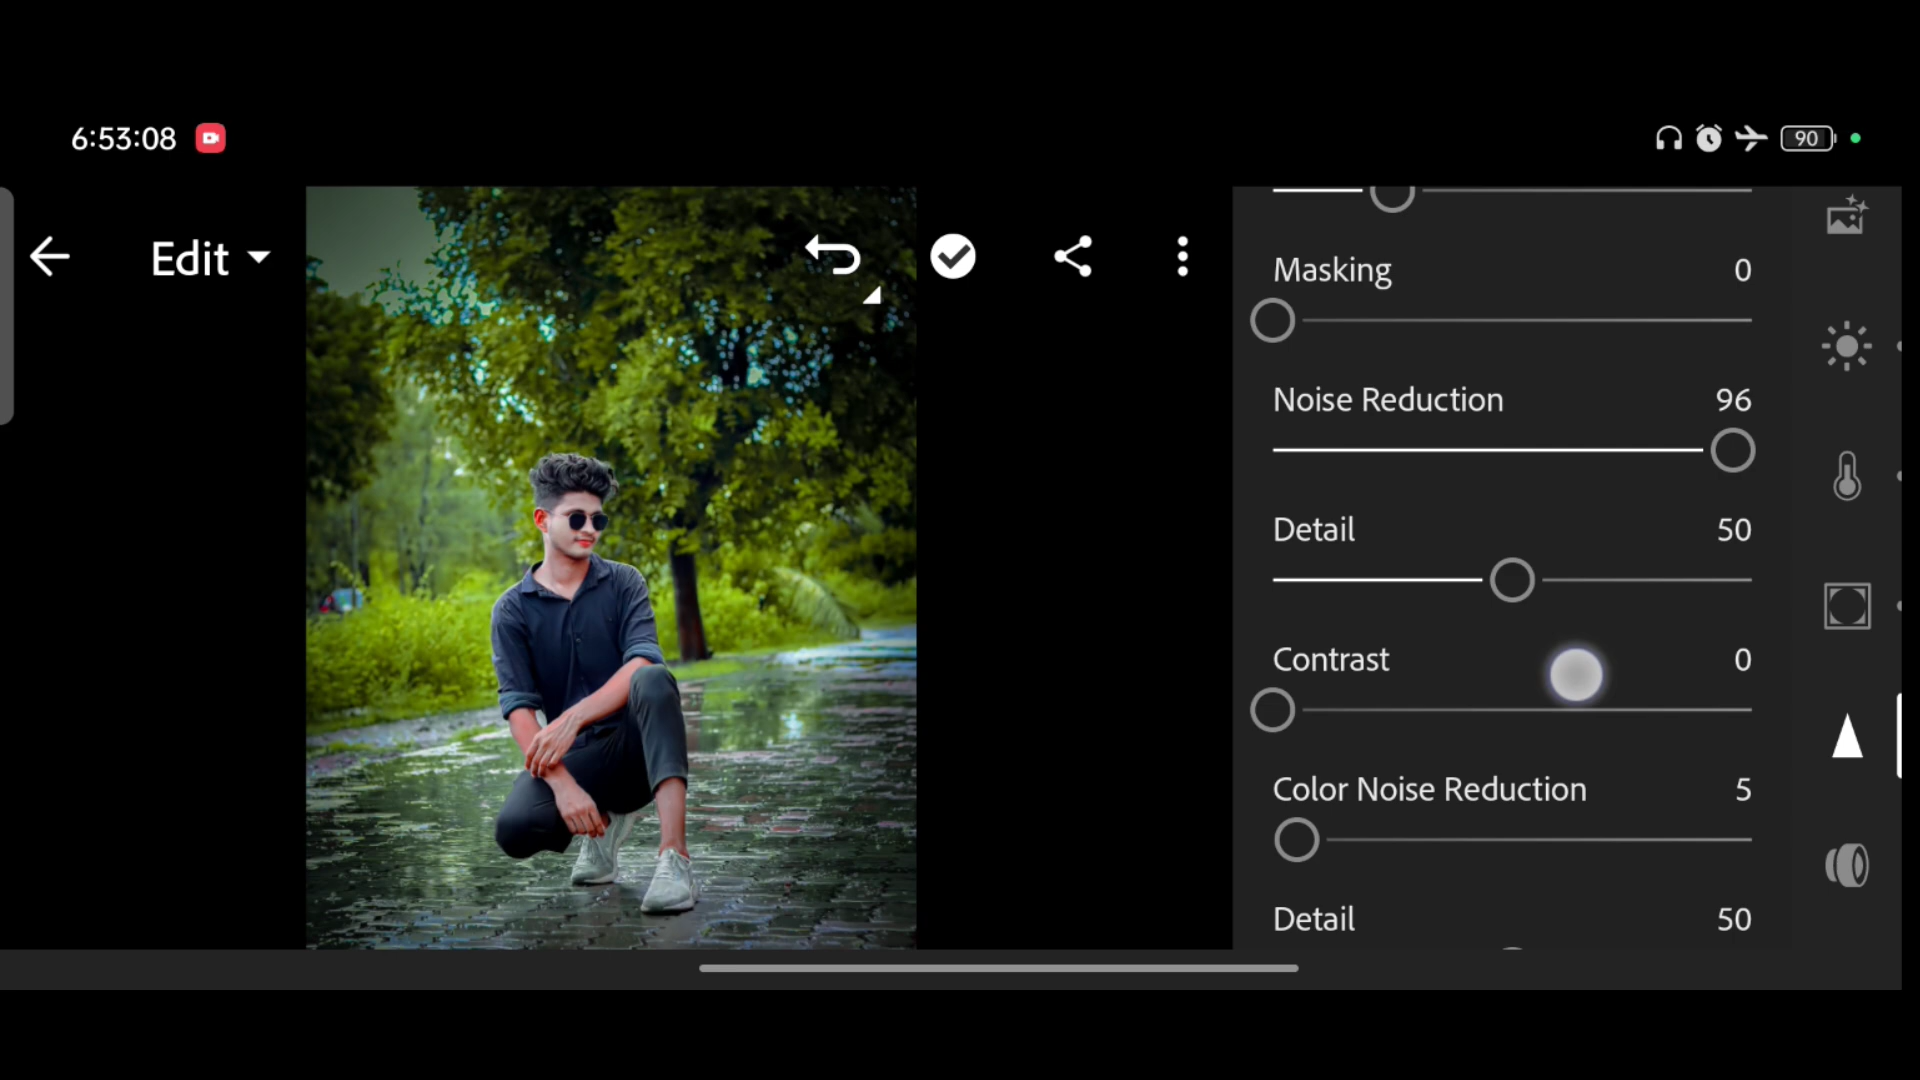 6:53:08
90
Edit
Masking 0
Noise Reduction 96
Detail 50
Contrast 0
Color Noise Reduction 5
Detail 50